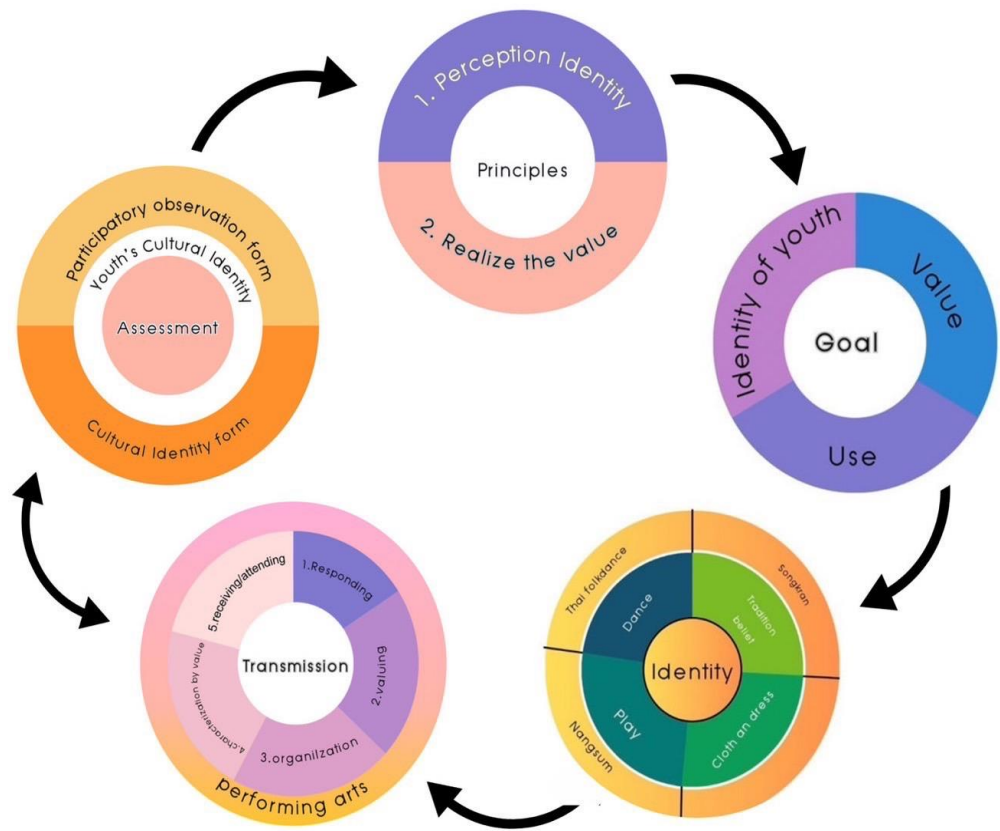 1. Perception Identity
Principles
2. Realize the value
Identity of youth
Value
Goal
Use
Thai folkdance
Songkran
Nangsum
Dance
Tradition
belief
Play
Cloth an dress
Identity
1.Responding
2.valuing
3.organilzation
4.characterization by value
5.receiving/attending
Transmission
performing arts
Participatory observation form
Youth's Cultural Identity
Assessment
Cultural Identity form